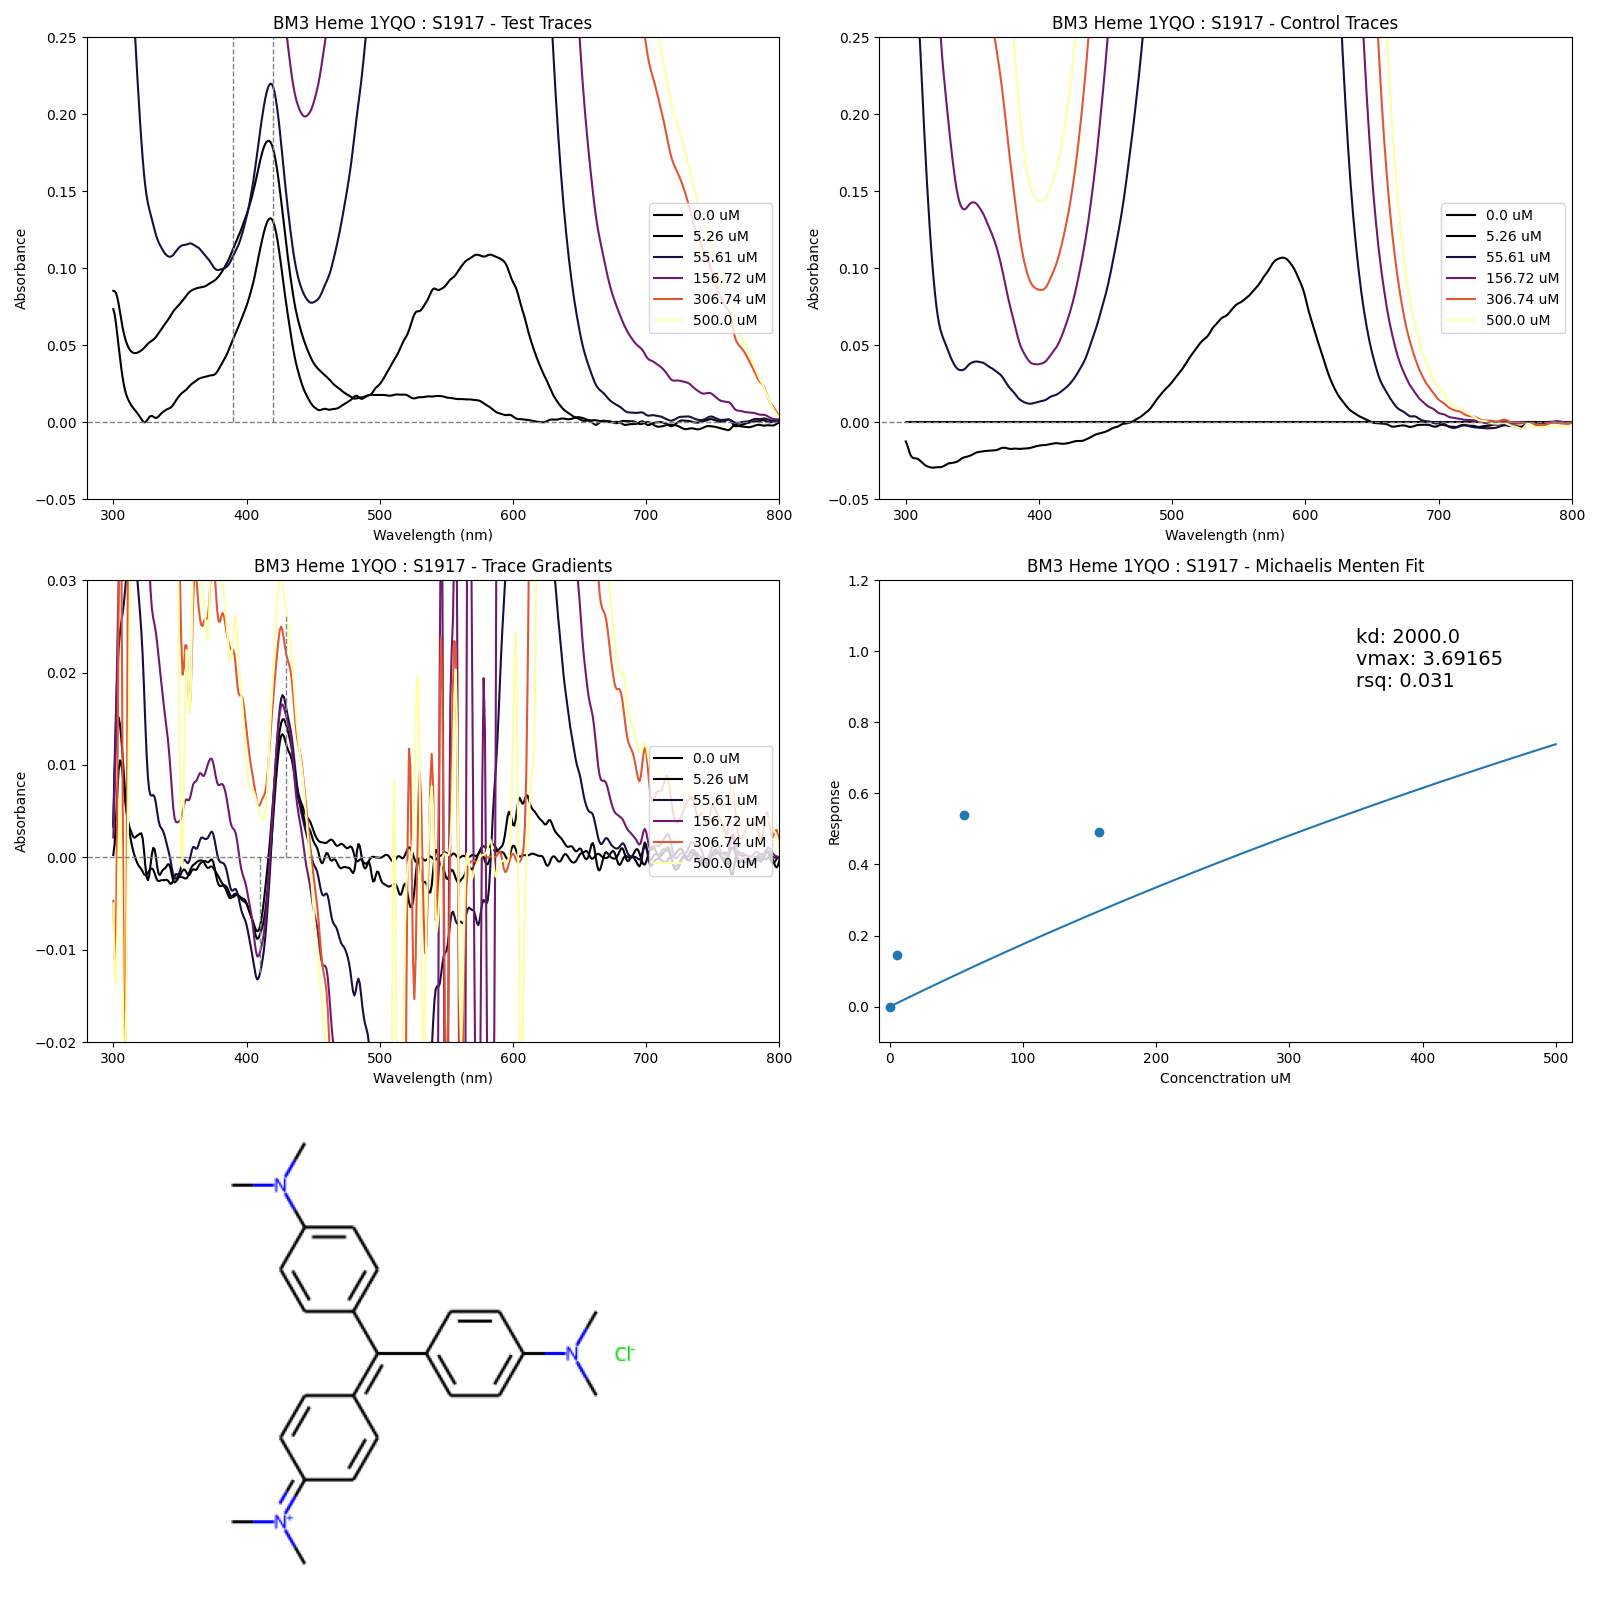 BM3 Heme 1YQO : S1917 - Test Traces
0.25
0.20
0.15
0.10
0.05
0.00
−0.05
Absorbance
300 400 500 600 700 800
Wavelength (nm)
0.0 uM
5.26 uM
55.61 uM
156.72 uM
306.74 uM
500.0 uM
BM3 Heme 1YQO : S1917 - Control Traces
0.25
0.20
0.15
0.10
0.05
0.00
−0.05
Absorbance
300 400 500 600 700 800
Wavelength (nm)
0.0 uM
5.26 uM
55.61 uM
156.72 uM
306.74 uM
500.0 uM
BM3 Heme 1YQO : S1917 - Trace Gradients
0.03
0.02
0.01
0.00
−0.01
−0.02
Absorbance
300 400 500 600 700 800
Wavelength (nm)
0.0 uM
5.26 uM
55.61 uM
156.72 uM
306.74 uM
500.0 uM
BM3 Heme 1YQO : S1917 - Michaelis Menten Fit
1.2
1.0
0.8
0.6
0.4
0.2
0.0
Response
0 100 200 300 400 500
Concenctration uM
kd: 2000.0
vmax: 3.69165
rsq: 0.031
N
N
Cl⁻
N⁺